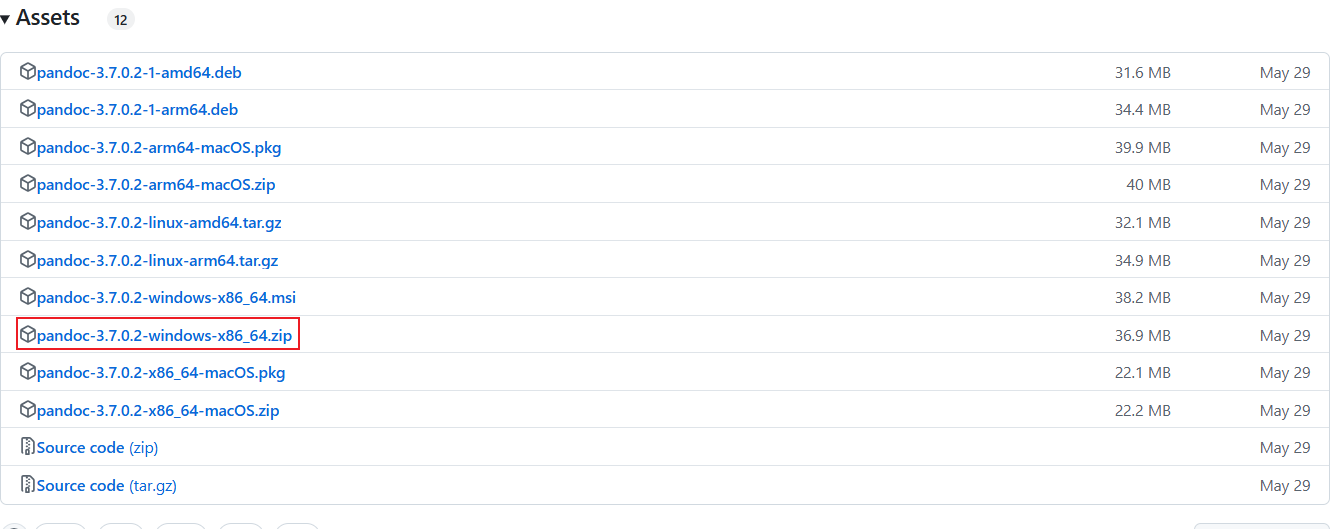 Assets 12
pandoc-3.7.0.2-1-amd64.deb 31.6 MB May 29
pandoc-3.7.0.2-1-arm64.deb 34.4 MB May 29
pandoc-3.7.0.2-arm64-macOS.pkg 39.9 MB May 29
pandoc-3.7.0.2-arm64-macOS.zip 40 MB May 29
pandoc-3.7.0.2-linux-amd64.tar.gz 32.1 MB May 29
pandoc-3.7.0.2-linux-arm64.tar.gz 34.9 MB May 29
pandoc-3.7.0.2-windows-x86_64.msi 38.2 MB May 29
pandoc-3.7.0.2-windows-x86_64.zip 36.9 MB May 29
pandoc-3.7.0.2-x86_64-macOS.pkg 22.1 MB May 29
pandoc-3.7.0.2-x86_64-macOS.zip 22.2 MB May 29
Source code (zip) May 29
Source code (tar.gz) May 29